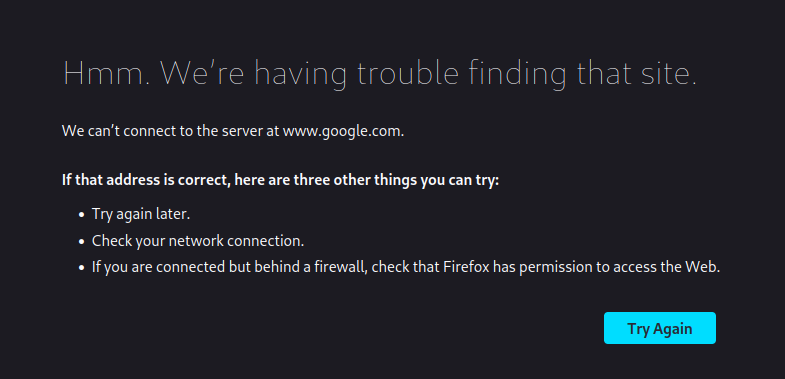 Hmm. We’re having trouble finding that site.
We can’t connect to the server at www.google.com.
If that address is correct, here are three other things you can try:
• Try again later.
• Check your network connection.
• If you are connected but behind a firewall, check that Firefox has permission to access the Web.
Try Again